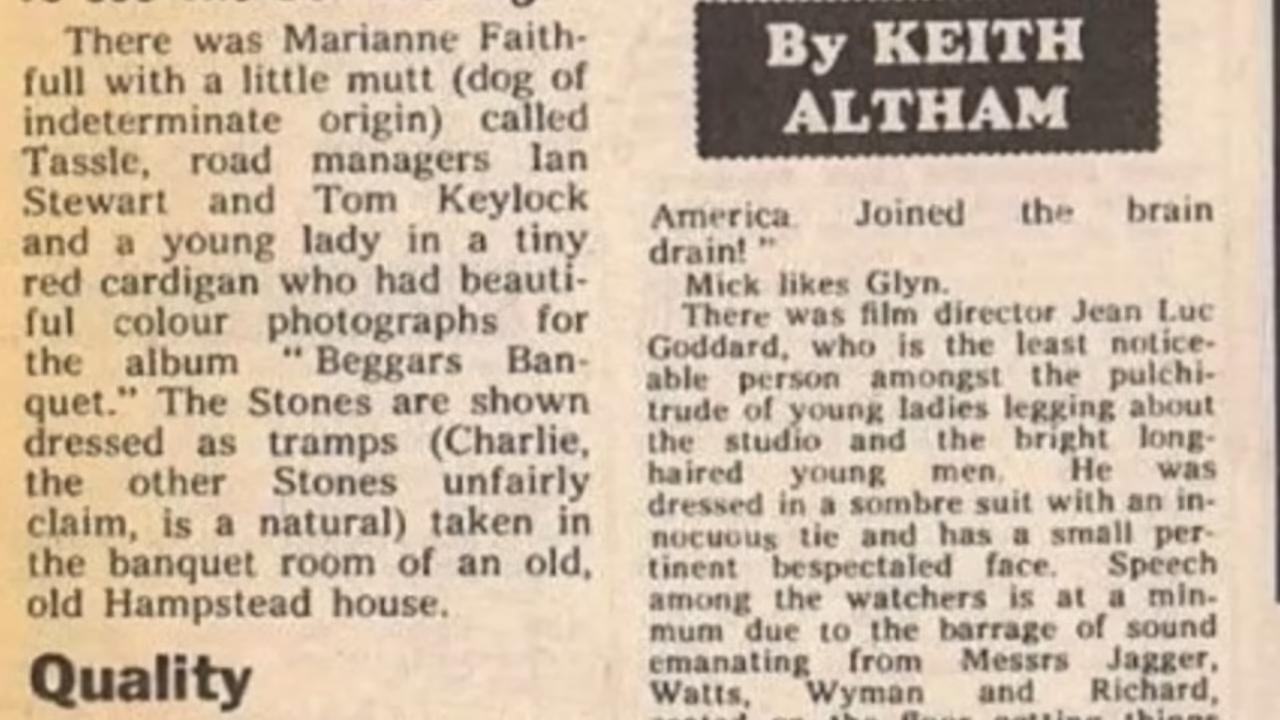 There was Marianne Faith-
full with a little mutt (dog of
indeterminate origin) called
Tassle, road managers Ian
Stewart and Tom Keylock
and a young lady in a tiny
red cardigan who had beauti-
ful colour photographs for
the album “Beggars Ban-
quet.” The Stones are shown
dressed as tramps (Charlie,
the other Stones unfairly
claim, is a natural) taken in
the banquet room of an old,
old Hampstead house.
Quality
By KEITH
ALTHAM
America. Joined the brain
drain!”
Mick likes Glyn.
There was film director Jean Luc
Goddard, who is the least notice-
able person amongst the pulchi-
trude of young ladies legging about
the studio and the bright long-
haired young men. He was
dressed in a sombre suit with an in-
nocuous tie and has a small per-
tinent bespectaled face. Speech
among the watchers is at a min-
mum due to the barrage of sound
emanating from Messrs Jagger,
Watts, Wyman and Richard,